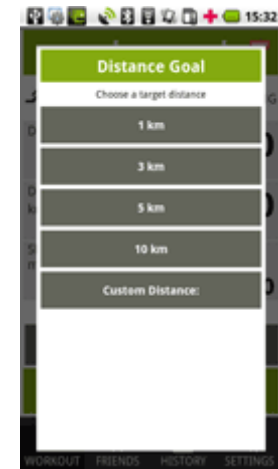 15:32
Distance Goal
Choose a target distance
1 km
3 km
5 km
10 km
Custom Distance:
WORKOUT FRIENDS HISTORY SETTINGS